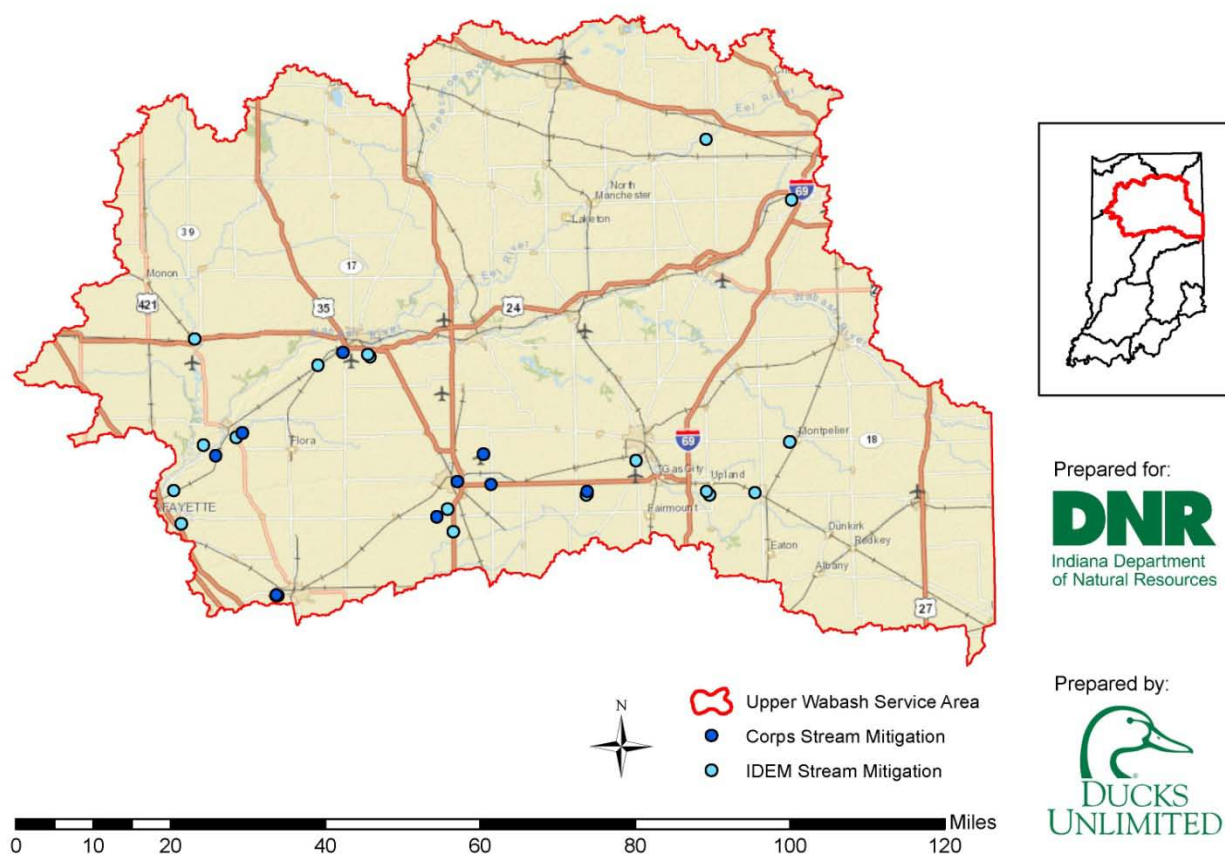 Eel River
69
North
Manchester
Laketon
39
17
Eel River
Monon
421
35
24
Wabash River
Flora
Montpelier
18
69
Gas City
Upland
FAYETTE
Fairmount
Dunkirk
Redkey
Eaton
Albany
27
Prepared for:
DNR
Indiana Department
of Natural Resources
Prepared by:
DUCKS
UNLIMITED
N
Upper Wabash Service Area
Corps Stream Mitigation
IDEM Stream Mitigation
Miles
0 10 20 40 60 80 100 120